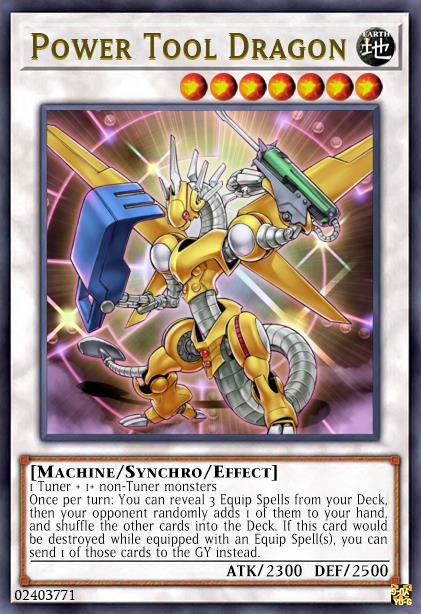 POWER TOOL DRAGON
EARTH
地
[MACHINE/SYNCHRO/EFFECT]
1 Tuner + 1+ non-Tuner monsters
Once per turn: You can reveal 3 Equip Spells from your Deck,
then your opponent randomly adds 1 of them to your hand,
and shuffle the other cards into the Deck. If this card would
be destroyed while equipped with an Equip Spell(s), you can
send 1 of those cards to the GY instead.
ATK/2300 DEF/2500
02403771